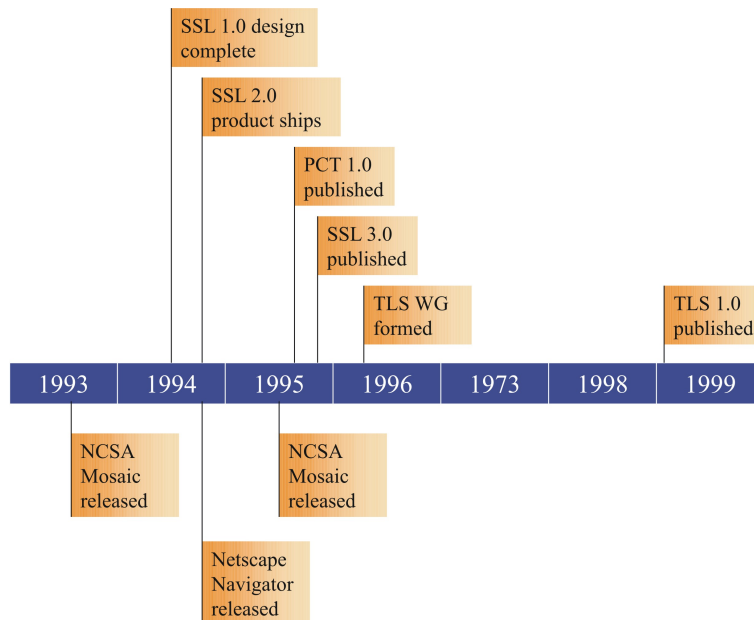 SSL 1.0 design
complete
SSL 2.0
product ships
PCT 1.0
published
SSL 3.0
published
TLS WG
formed
TLS 1.0
published
1993 1994 1995 1996 1973 1998 1999
NCSA
Mosaic
released
NCSA
Mosaic
released
Netscape
Navigator
released